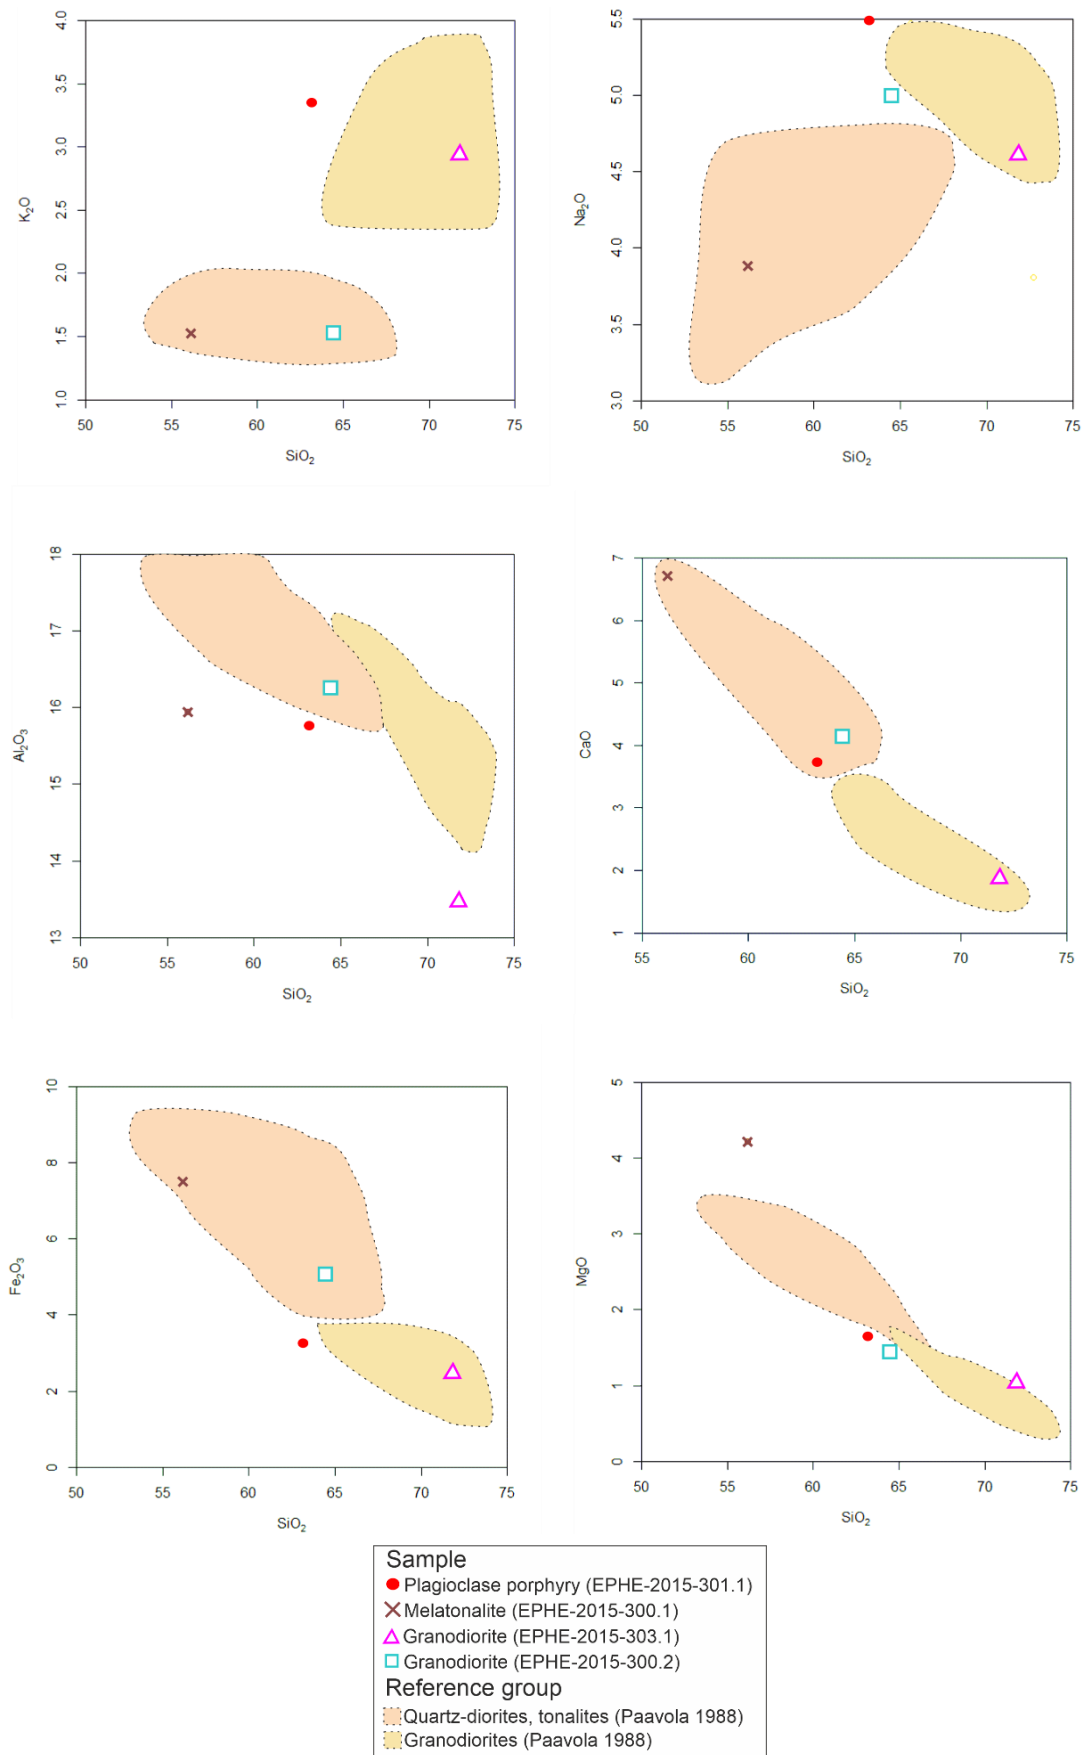 4.0
3.5
3.0
2.5
2.0
1.5
1.0
K₂O
50 55 60 65 70 75
SiO₂
5.5
5.0
4.5
4.0
3.5
3.0
Na₂O
50 55 60 65 70 75
SiO₂
18
17
16
15
14
13
Al₂O₃
50 55 60 65 70 75
SiO₂
7
6
5
4
3
2
1
CaO
55 60 65 70 75
SiO₂
10
8
6
4
2
0
Fe₂O₃
50 55 60 65 70 75
SiO₂
5
4
3
2
1
0
MgO
50 55 60 65 70 75
SiO₂
Sample
Plagioclase porphyry (EPHE-2015-301.1)
Melatonalite (EPHE-2015-300.1)
Granodiorite (EPHE-2015-303.1)
Granodiorite (EPHE-2015-300.2)
Reference group
Quartz-diorites, tonalites (Paavola 1988)
Granodiorites (Paavola 1988)